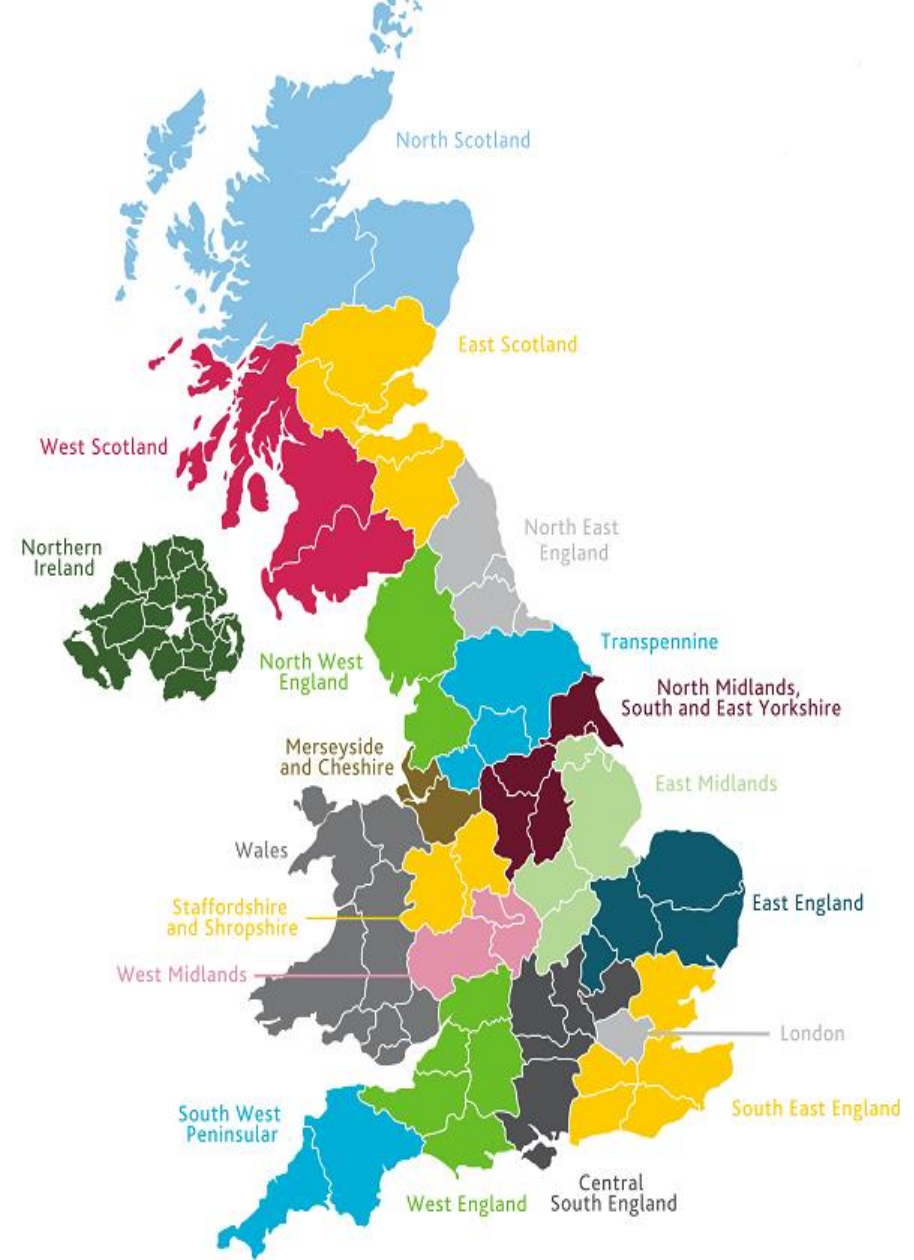 North Scotland
East Scotland
West Scotland
North East
England
Northern
Ireland
Transpennine
North West
England
North Midlands,
South and East Yorkshire
Merseyside
and Cheshire
East Midlands
Wales
East England
Staffordshire
and Shropshire
West Midlands
London
South West
Peninsular
South East England
Central
South England
West England